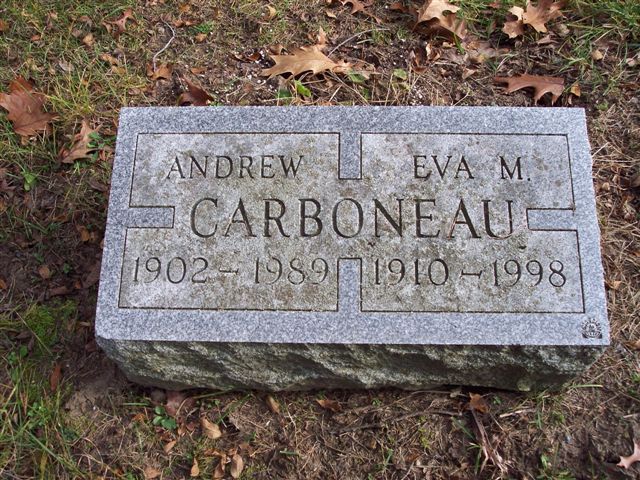 ANDREW EVA M.
CARBONEAU
1902 – 1989 1910 – 1998